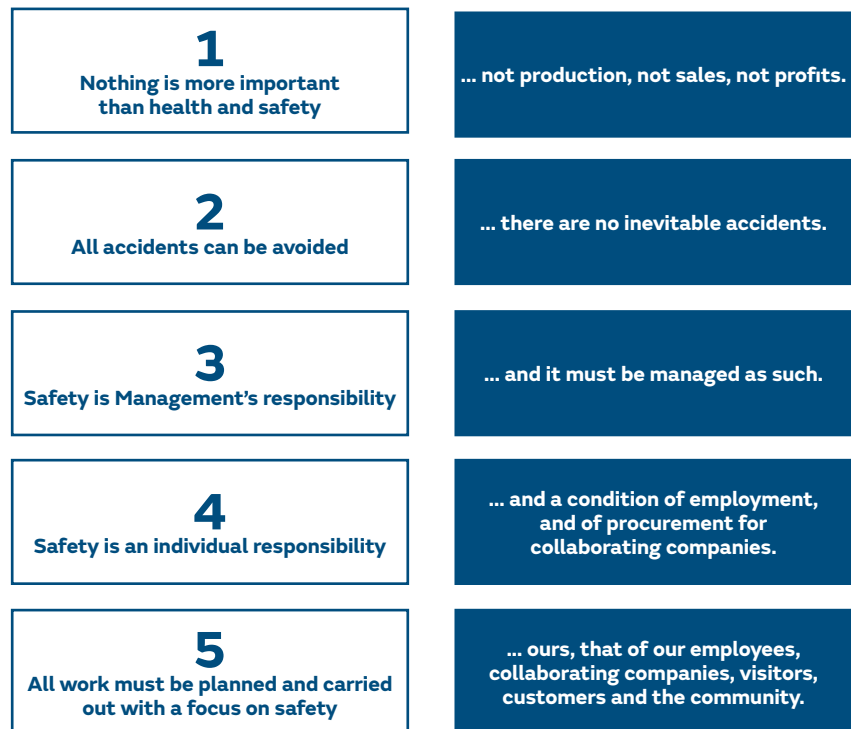 1
Nothing is more important
than health and safety
... not production, not sales, not profits.
2
All accidents can be avoided
... there are no inevitable accidents.
3
Safety is Management’s responsibility
... and it must be managed as such.
4
Safety is an individual responsibility
... and a condition of employment,
and of procurement for
collaborating companies.
5
All work must be planned and carried
out with a focus on safety
... ours, that of our employees,
collaborating companies, visitors,
customers and the community.